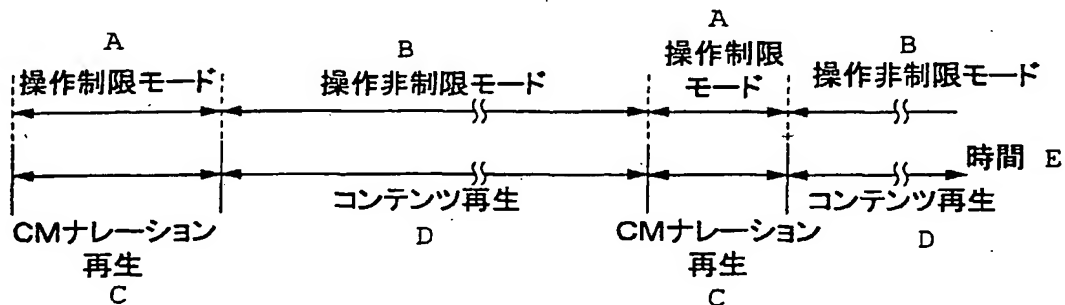 A
B
A
B
操作制限モード
操作非制限モード
操作制限
モード
操作非制限モード
時間 E
コンテンツ再生
コンテンツ再生
CMナレーション
再生
D
CMナレーション
再生
D
C
C